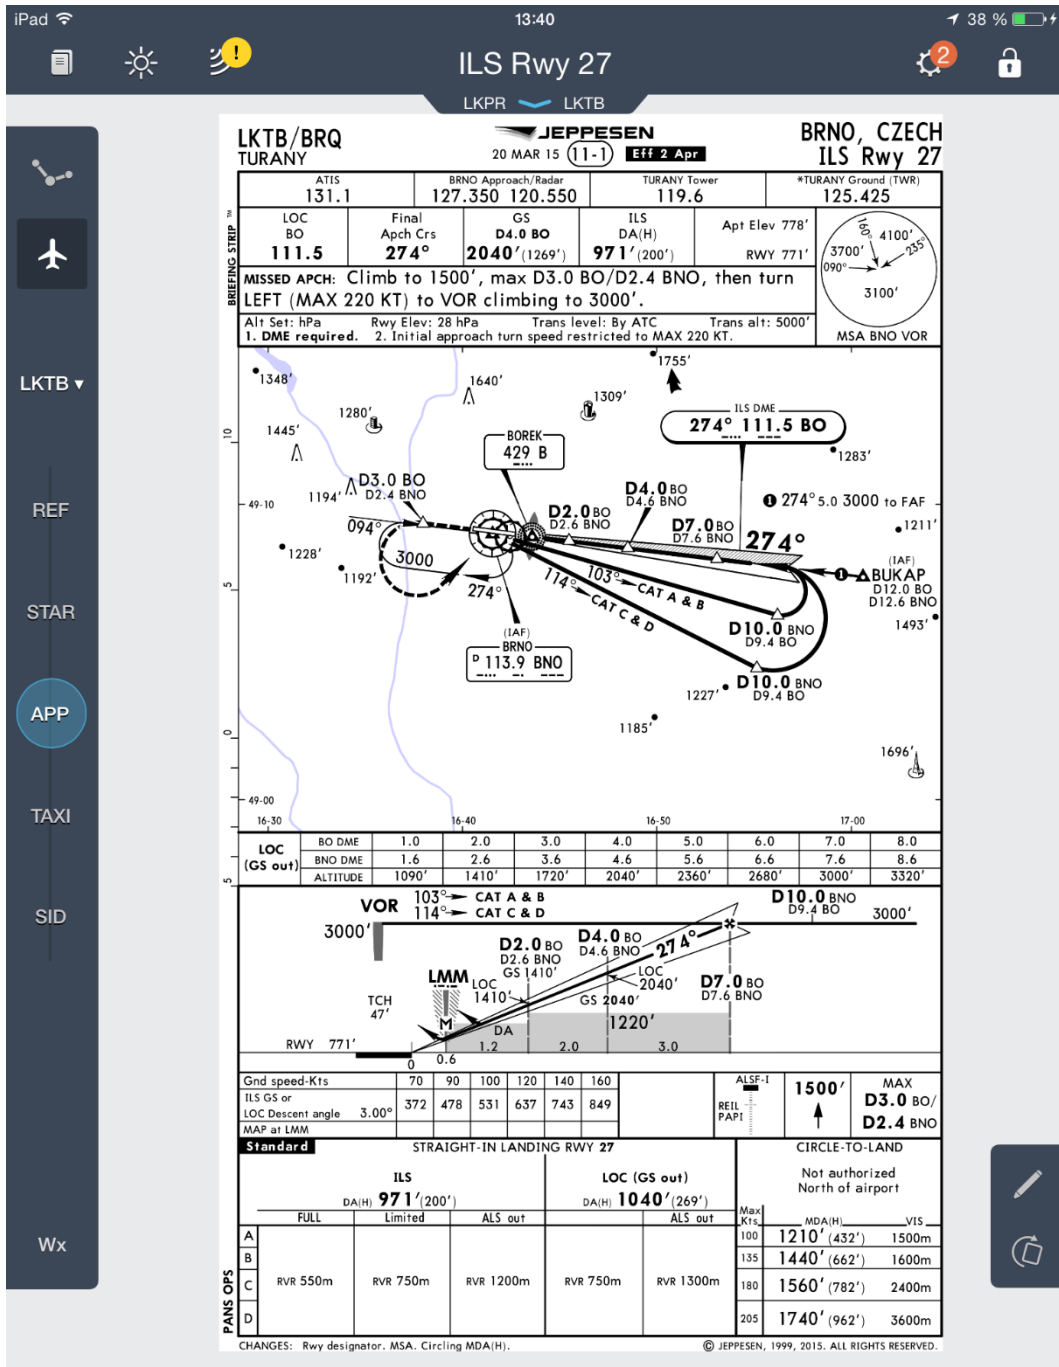 iPad 13:40 38 %
! ILS Rwy 27 2
LKPR LKTB
LKTB/BRQ JEPPESEN BRNO, CZECH
TURANY 20 MAR 15 11-1 Eff 2 Apr ILS Rwy 27
ATIS BRNO Approach/Radar TURANY Tower *TURANY Ground (TWR)
131.1 127.350 120.550 119.6 125.425
BRIEFING STRIP ™
LOC Final GS ILS
BO Apch Crs D4.0 BO DA(H) Apt Elev 778'
111.5 274° 2040'(1269') 971'(200') RWY 771'
MISSED APCH: Climb to 1500', max D3.0 BO/D2.4 BNO, then turn
LEFT (MAX 220 KT) to VOR climbing to 3000'.
Alt Set: hPa Rwy Elev: 28 hPa Trans level: By ATC Trans alt: 5000'
1. DME required. 2. Initial approach turn speed restricted to MAX 220 KT.
160° 4100' 235°
3700'
090°
3100'
MSA BNO VOR
LKTB ▾
REF
STAR
APP
TAXI
SID
Wx
1348'
1755'
1640'
1309'
1280'
1445'
ILS DME
274° 111.5 BO
BOREK
429 B
1283'
1194'
D3.0 BO
D2.4 BNO
D4.0 BO
D4.6 BNO
1 274° 5.0 3000 to FAF
49-10
D2.0 BO
D2.6 BNO
D7.0 BO
D7.6 BNO
274°
1211'
094°
1228'
3000
1192'
274°
103° CAT A & B
114° CAT C & D
1
(IAF)
BUKAP
D12.0 BO
D12.6 BNO
1493'
D10.0 BNO
D9.4 BO
(IAF)
BRNO
D 113.9 BNO
D10.0 BNO
D9.4 BO
1227'
1185'
1696'
10
5
0
5
49-00
16-30 16-40 16-50 17-00
LOC
(GS out)
BO DME 1.0 2.0 3.0 4.0 5.0 6.0 7.0 8.0
BNO DME 1.6 2.6 3.6 4.6 5.6 6.6 7.6 8.6
ALTITUDE 1090' 1410' 1720' 2040' 2360' 2680' 3000' 3320'
VOR 103° CAT A & B
114° CAT C & D
D10.0 BNO
D9.4 BO
3000' 3000'
D2.0 BO
D2.6 BNO
GS 1410'
D4.0 BO
D4.6 BNO
274°
LMM
LOC
1410'
LOC
2040'
D7.0 BO
D7.6 BNO
TCH
47'
GS 2040'
M
DA
1220'
RWY 771'
0 0.6 1.2 2.0 3.0
Gnd speed-Kts 70 90 100 120 140 160
ILS GS or
LOC Descent angle 3.00° 372 478 531 637 743 849
MAP at LMM
ALSF-I
REIL
PAPI
1500'
MAX
D3.0 BO/
D2.4 BNO
Standard STRAIGHT-IN LANDING RWY 27 CIRCLE-TO-LAND
ILS LOC (GS out)
DA(H) 971'(200') DA(H) 1040'(269')
Not authorized
North of airport
FULL Limited ALS out ALS out
Max
Kts MDA(H) VIS
A 100 1210'(432') 1500m
B 135 1440'(662') 1600m
C RVR 550m RVR 750m RVR 1200m RVR 750m RVR 1300m 180 1560'(782') 2400m
D 205 1740'(962') 3600m
PANS OPS
CHANGES: Rwy designator. MSA. Circling MDA(H). © JEPPESEN, 1999, 2015. ALL RIGHTS RESERVED.